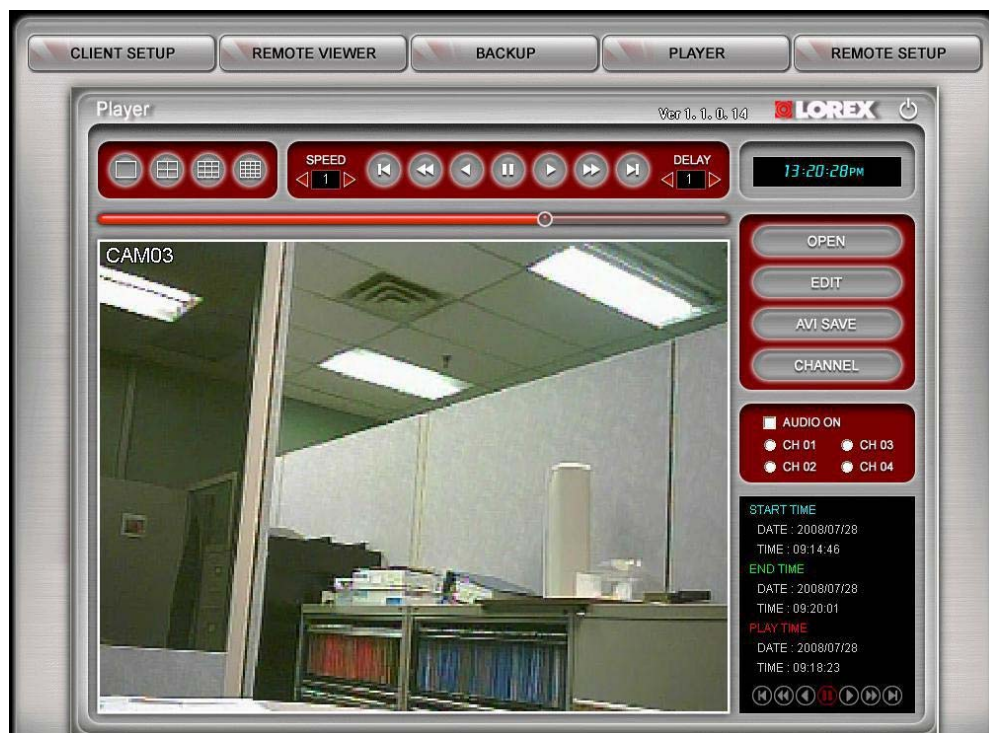 CLIENT SETUP
REMOTE VIEWER
BACKUP
PLAYER
REMOTE SETUP
Player
Ver 1. 1. 0. 14
LOREX
SPEED
1
DELAY
1
13:20:28PM
CAM03
OPEN
EDIT
AVI SAVE
CHANNEL
AUDIO ON
CH 01
CH 03
CH 02
CH 04
START TIME
DATE : 2008/07/28
TIME : 09:14:46
END TIME
DATE : 2008/07/28
TIME : 09:20:01
PLAY TIME
DATE : 2008/07/28
TIME : 09:18:23